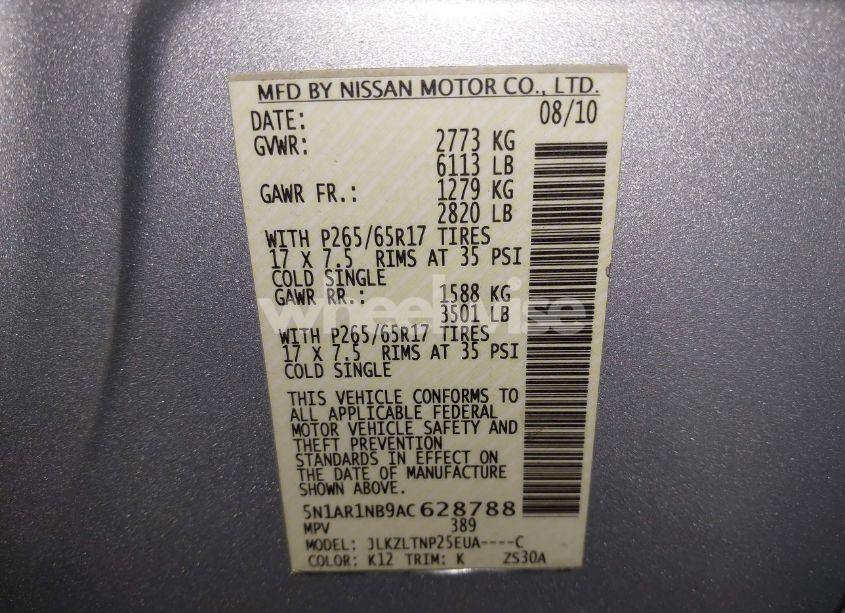 MFD BY NISSAN MOTOR CO., LTD.
DATE: 08/10
GVWR: 2773 KG
6113 LB
GAWR FR.: 1279 KG
2820 LB
WITH P265/65R17 TIRES
17 X 7.5 RIMS AT 35 PSI
COLD SINGLE
GAWR RR.: 1588 KG
3501 LB
wheelwise
WITH P265/65R17 TIRES
17 X 7.5 RIMS AT 35 PSI
COLD SINGLE
THIS VEHICLE CONFORMS TO
ALL APPLICABLE FEDERAL
MOTOR VEHICLE SAFETY AND
THEFT PREVENTION
STANDARDS IN EFFECT ON
THE DATE OF MANUFACTURE
SHOWN ABOVE.
5N1AR1NB9AC628788
MPV 389
MODEL: JLKZLTNP25EUA----C
COLOR: K12 TRIM: K ZS30A